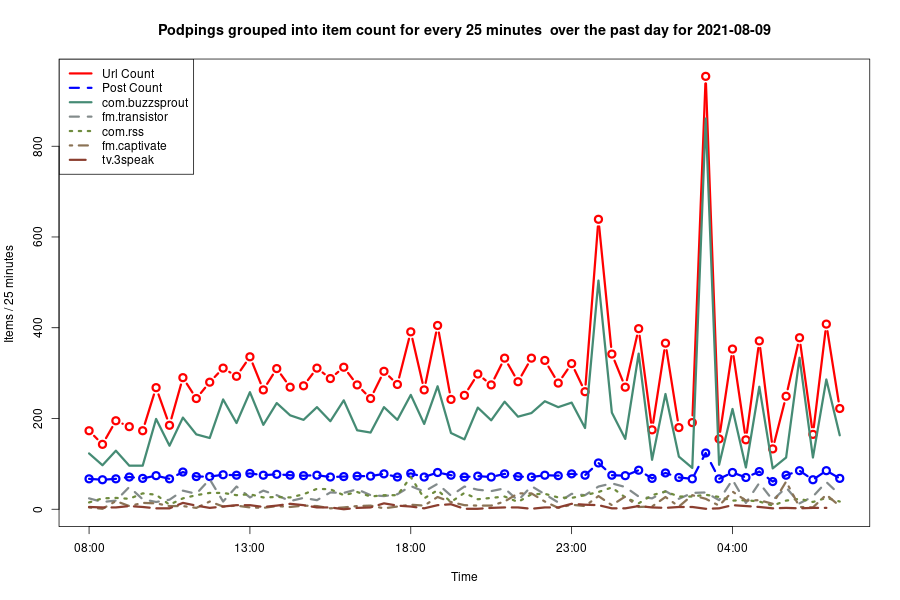 Podpings grouped into item count for every 25 minutes  over the past day for 2021-08-09
Url Count
Post Count
com.buzzsprout
fm.transistor
com.rss
fm.captivate
tv.3speak
Items / 25 minutes
800
600
400
200
0
08:00 13:00 18:00 23:00 04:00
Time